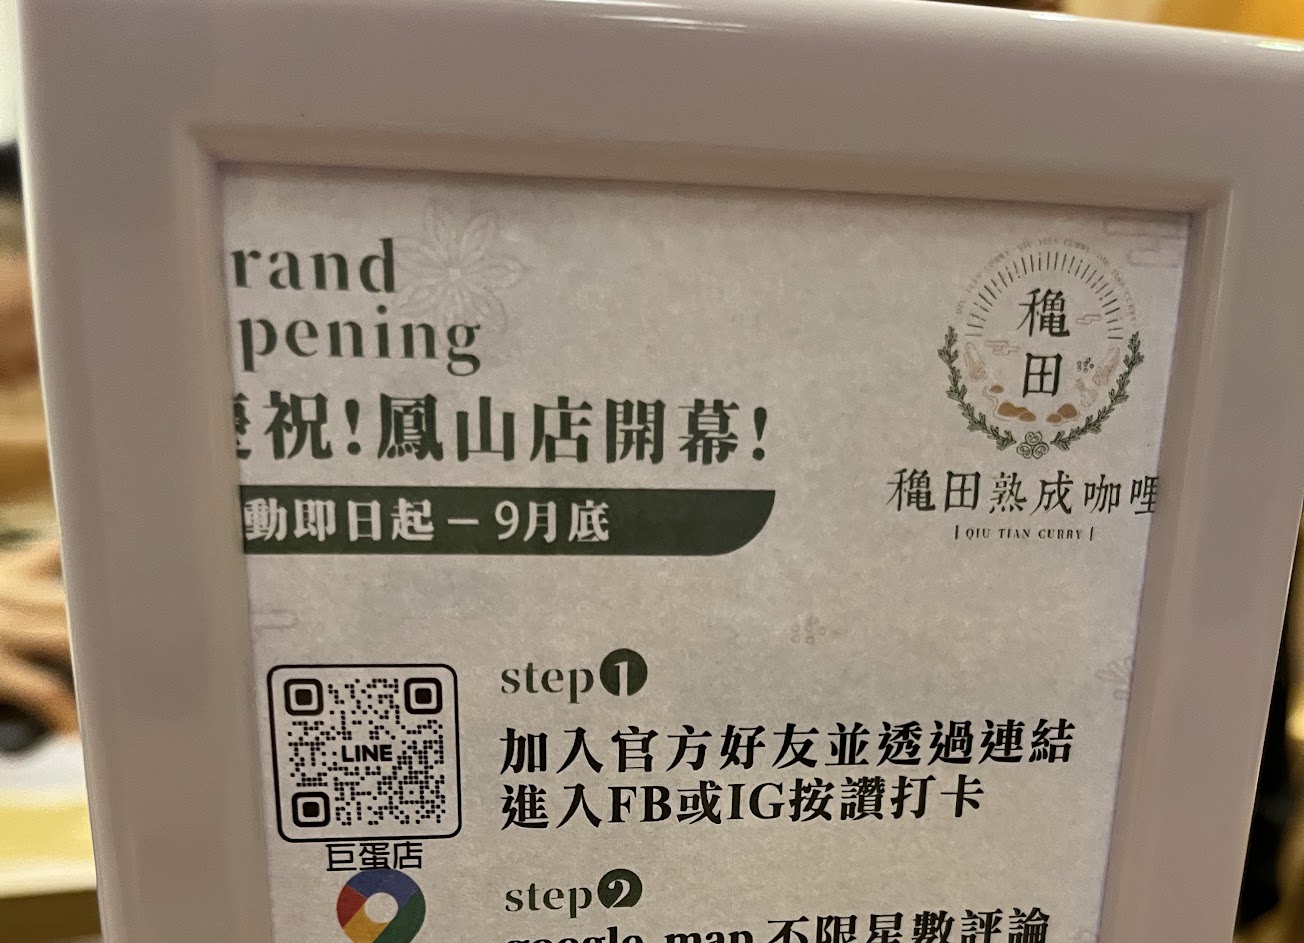 rand
pening
慶祝!鳳山店開幕!
動即日起－9月底
穐
田
穐田熟成咖哩
QIU TIAN CURRY
step1
加入官方好友並透過連結
進入FB或IG按讚打卡
LINE
巨蛋店
step2
google map 不限星數評論